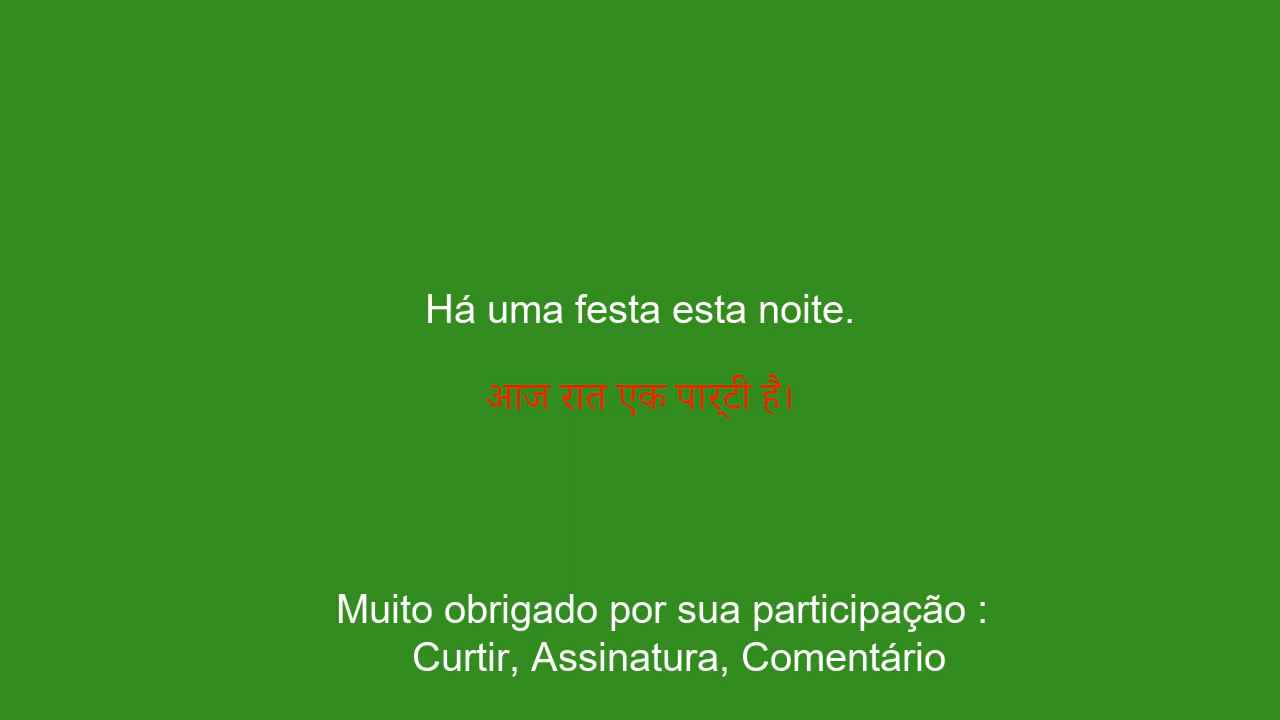 Há uma festa esta noite.
आज रात एक पार्टी है।
Muito obrigado por sua participação :
Curtir, Assinatura, Comentário